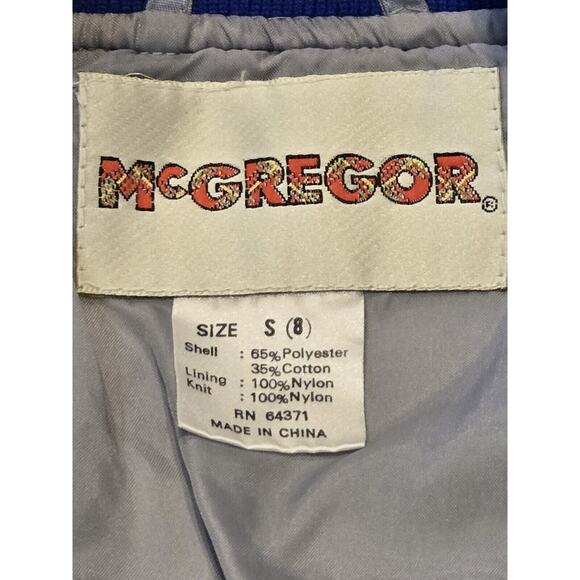 McGREGOR®
SIZE S (8)
Shell : 65% Polyester
35% Cotton
Lining : 100% Nylon
Knit : 100% Nylon
RN 64371
MADE IN CHINA